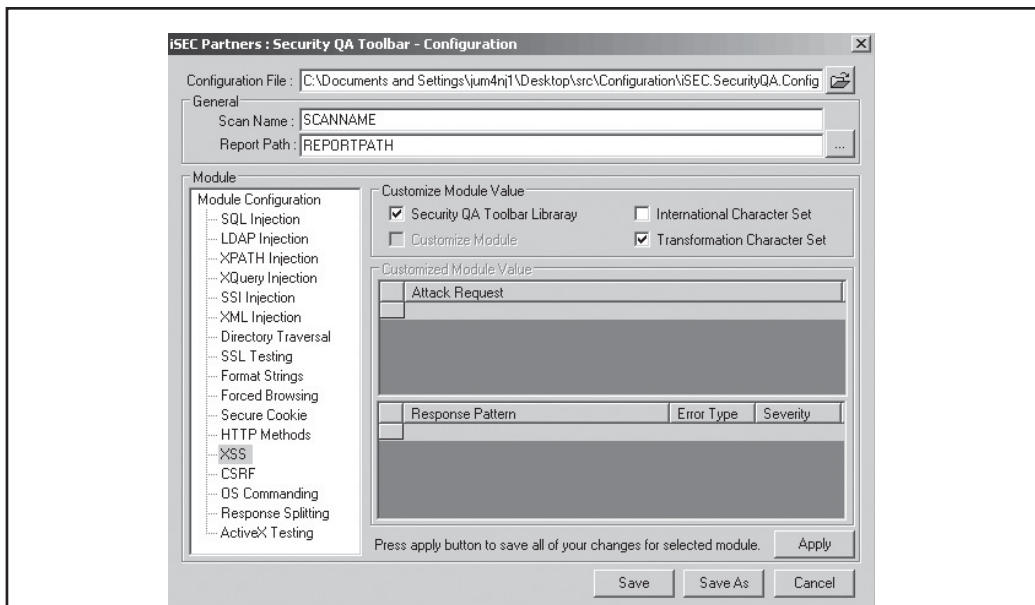 iSEC Partners : Security QA Toolbar - Configuration
Configuration File : C:\Documents and Settings\jum4nj1\Desktop\src\Configuration\iSEC.SecurityQA.Config
General
Scan Name : SCANNAME
Report Path : REPORTPATH
...
Module
Module Configuration
SQL Injection
LDAP Injection
XPATH Injection
XQuery Injection
SSI Injection
XML Injection
Directory Traversal
SSL Testing
Format Strings
Forced Browsing
Secure Cookie
HTTP Methods
XSS
CSRF
OS Commanding
Response Splitting
ActiveX Testing
Customize Module Value
Security QA Toolbar Libraray
International Character Set
Customize Module
Transformation Character Set
Customized Module Value
Attack Request
Response Pattern Error Type Severity
Press apply button to save all of your changes for selected module.
Apply
Save Save As Cancel